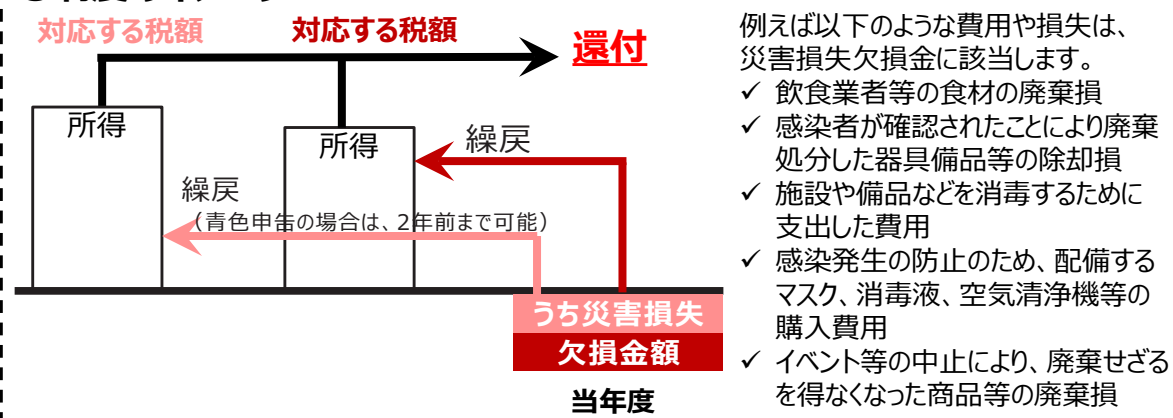 対応する税額
対応する税額
還付
所得
所得
繰戻
繰戻
（青色申告の場合は、2年前まで可能）
うち災害損失
欠損金額
当年度
例えば以下のような費用や損失は、
災害損失欠損金に該当します。
✓ 飲食業者等の食材の廃棄損
✓ 感染者が確認されたことにより廃棄
処分した器具備品等の除却損
✓ 施設や備品などを消毒するために
支出した費用
✓ 感染発生の防止のため、配備する
マスク、消毒液、空気清浄機等の
購入費用
✓ イベント等の中止により、廃棄せざる
を得なくなった商品等の廃棄損